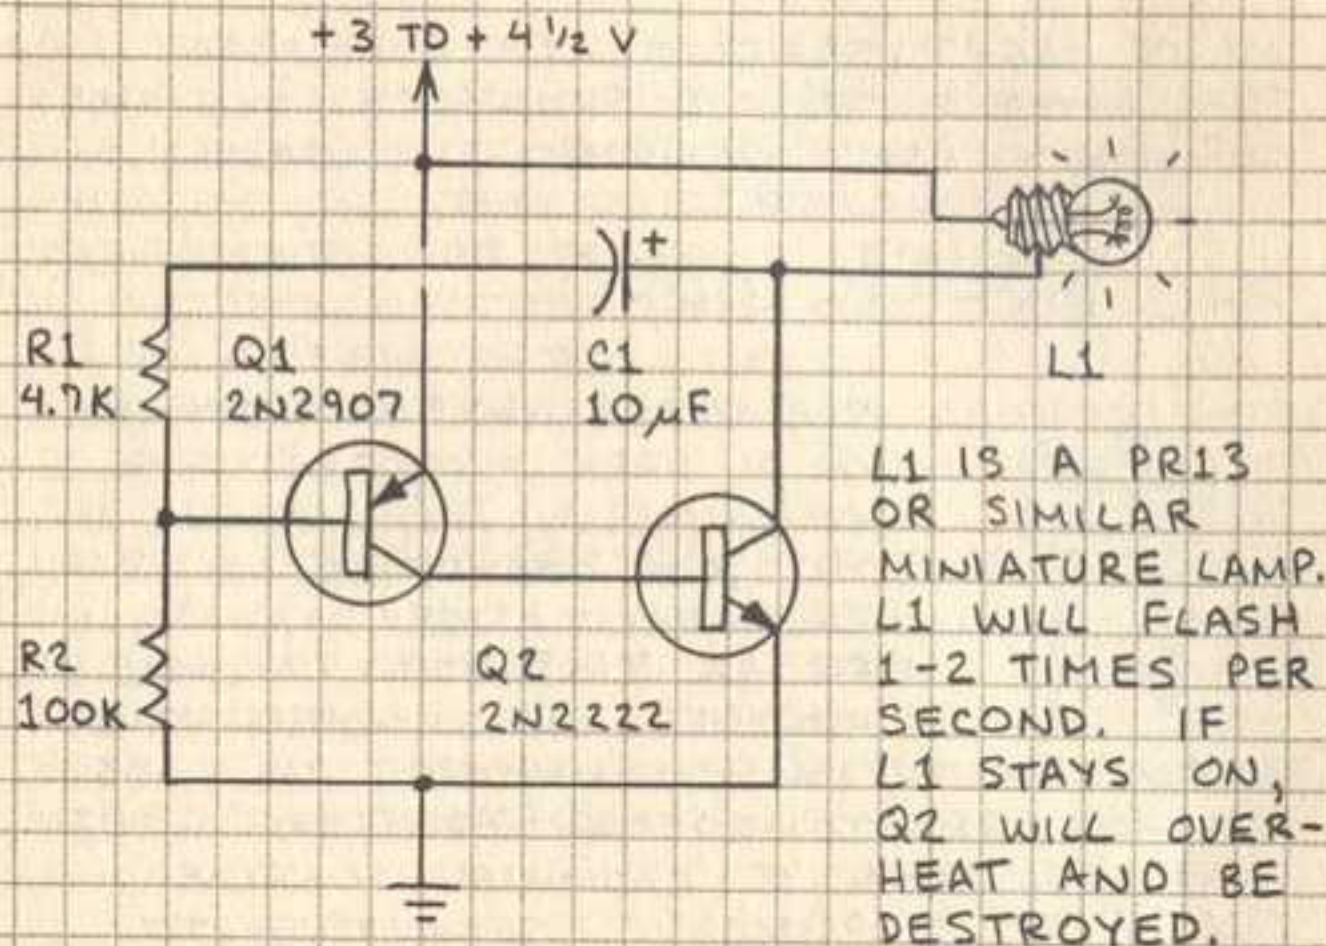 +3 TO + 4 1/2 V
+
R1
4.7K
Q1
2N2907
C1
10µF
L1
L1 IS A PR13
OR SIMILAR
MINIATURE LAMP.
L1 WILL FLASH
1-2 TIMES PER
SECOND. IF
L1 STAYS ON,
Q2 WILL OVER-
HEAT AND BE
DESTROYED.
R2
100K
Q2
2N2222